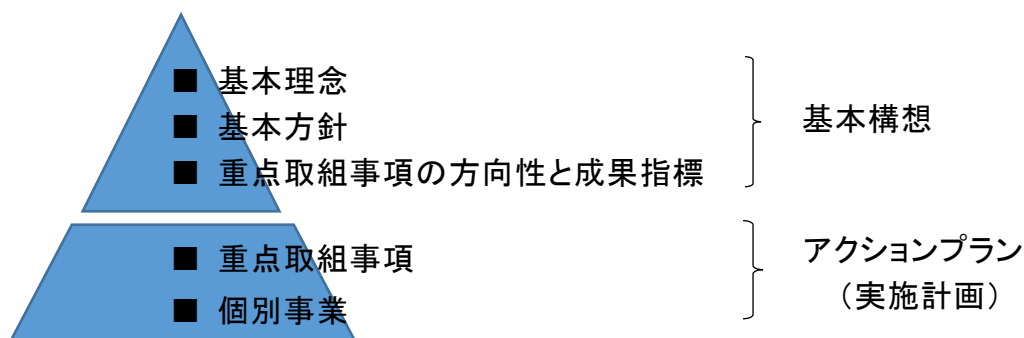 ■ 基本理念
■ 基本方針
■ 重点取組事項の方向性と成果指標
基本構想
■ 重点取組事項
■ 個別事業
アクションプラン
（実施計画）